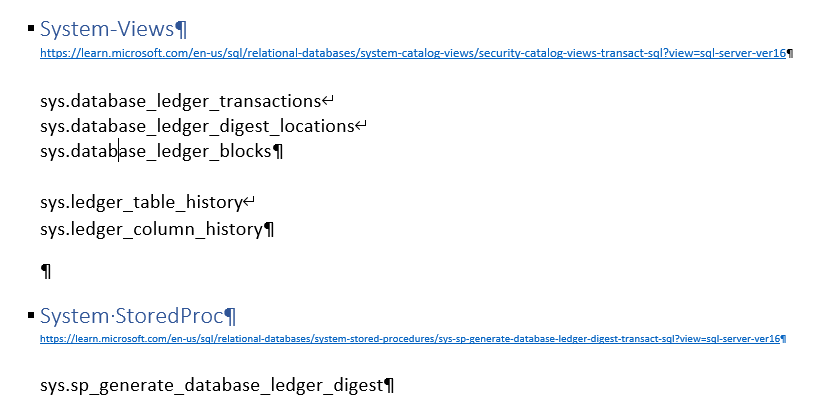 System-Views¶
https://learn.microsoft.com/en-us/sql/relational-databases/system-catalog-views/security-catalog-views-transact-sql?view=sql-server-ver16¶
sys.database_ledger_transactions↵
sys.database_ledger_digest_locations↵
sys.database_ledger_blocks¶
sys.ledger_table_history↵
sys.ledger_column_history¶
¶
System·StoredProc¶
https://learn.microsoft.com/en-us/sql/relational-databases/system-stored-procedures/sys-sp-generate-database-ledger-digest-transact-sql?view=sql-server-ver16¶
sys.sp_generate_database_ledger_digest¶